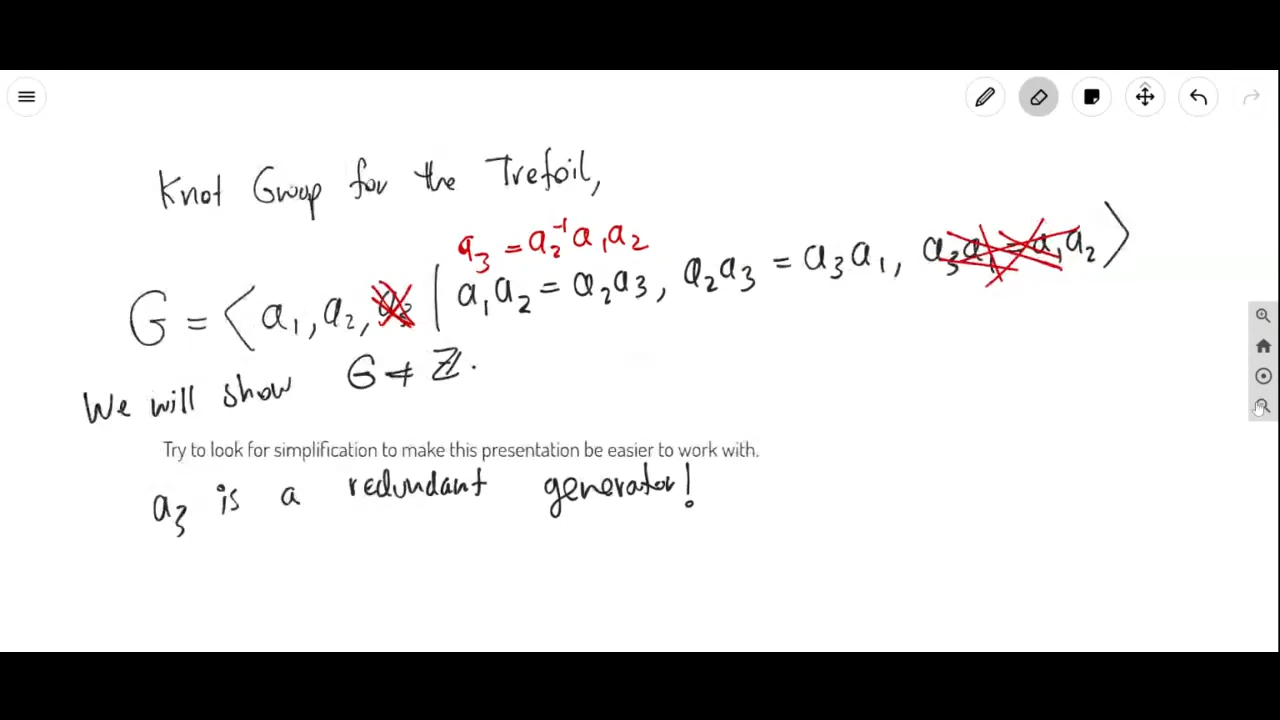 Knot Group for the Trefoil,
a₃ = a₂⁻¹a₁a₂
G = ⟨a₁, a₂, a₃ | a₁a₂ = a₂a₃, a₂a₃ = a₃a₁, a₃a₁ = a₁a₂⟩
We will show G ≠ ℤ.
Try to look for simplification to make this presentation be easier to work with.
a₃ is a redundant generator!